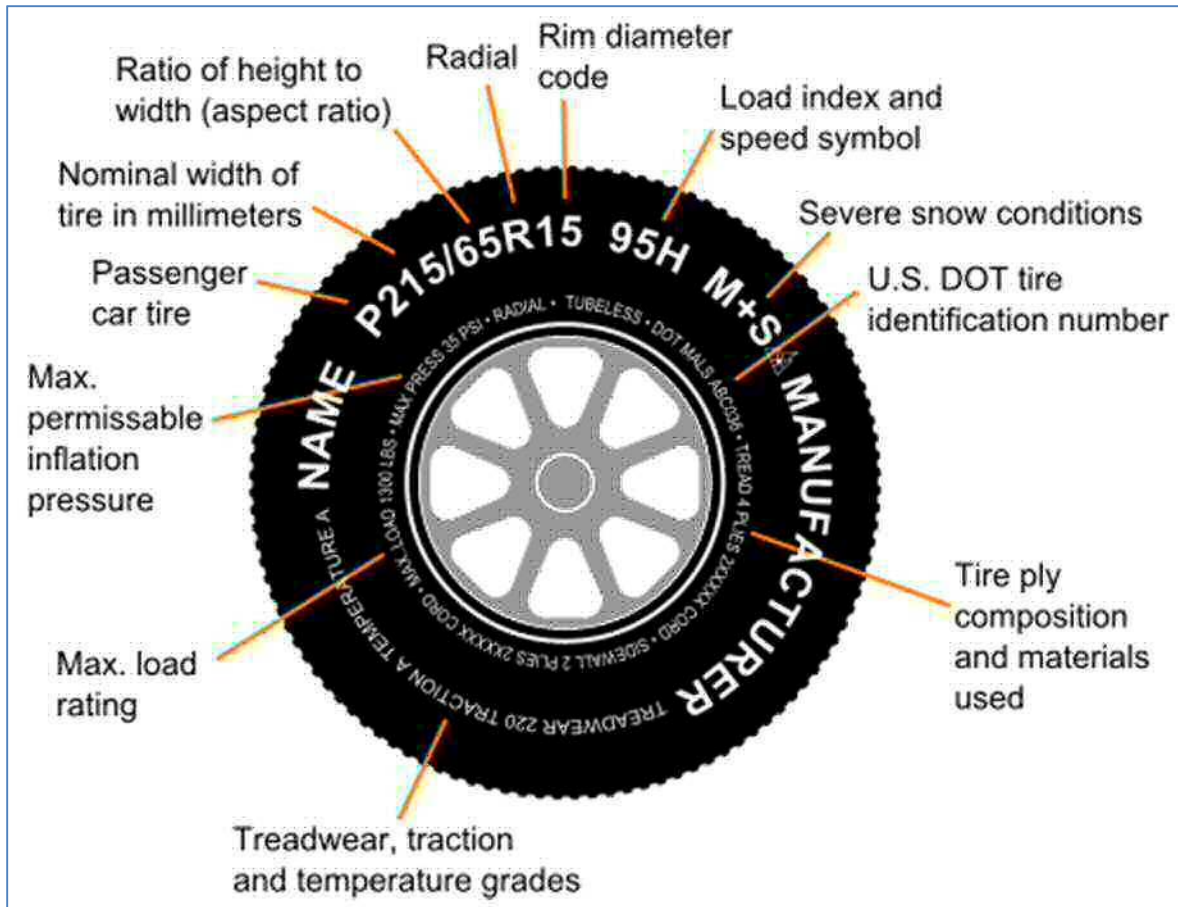 Rim diameter
code
Radial
Ratio of height to
width (aspect ratio)
Load index and
speed symbol
Nominal width of
tire in millimeters
Severe snow conditions
Passenger
car tire
U.S. DOT tire
identification number
Max.
permissable
inflation
pressure
Tire ply
composition
and materials
used
Max. load
rating
Treadwear, traction
and temperature grades
NAME P215/65R15 95H M+S MANUFACTURER
TREADWEAR 220 TRACTION A TEMPERATURE A
MAX. LOAD 1300 LBS • MAX PRESS 35 PSI • RADIAL • TUBELESS • DOT MALS ABC036 • TREAD 4 PLIES 2XXXXX CORD • SIDEWALL 2 PLIES 2XXXXX CORD •